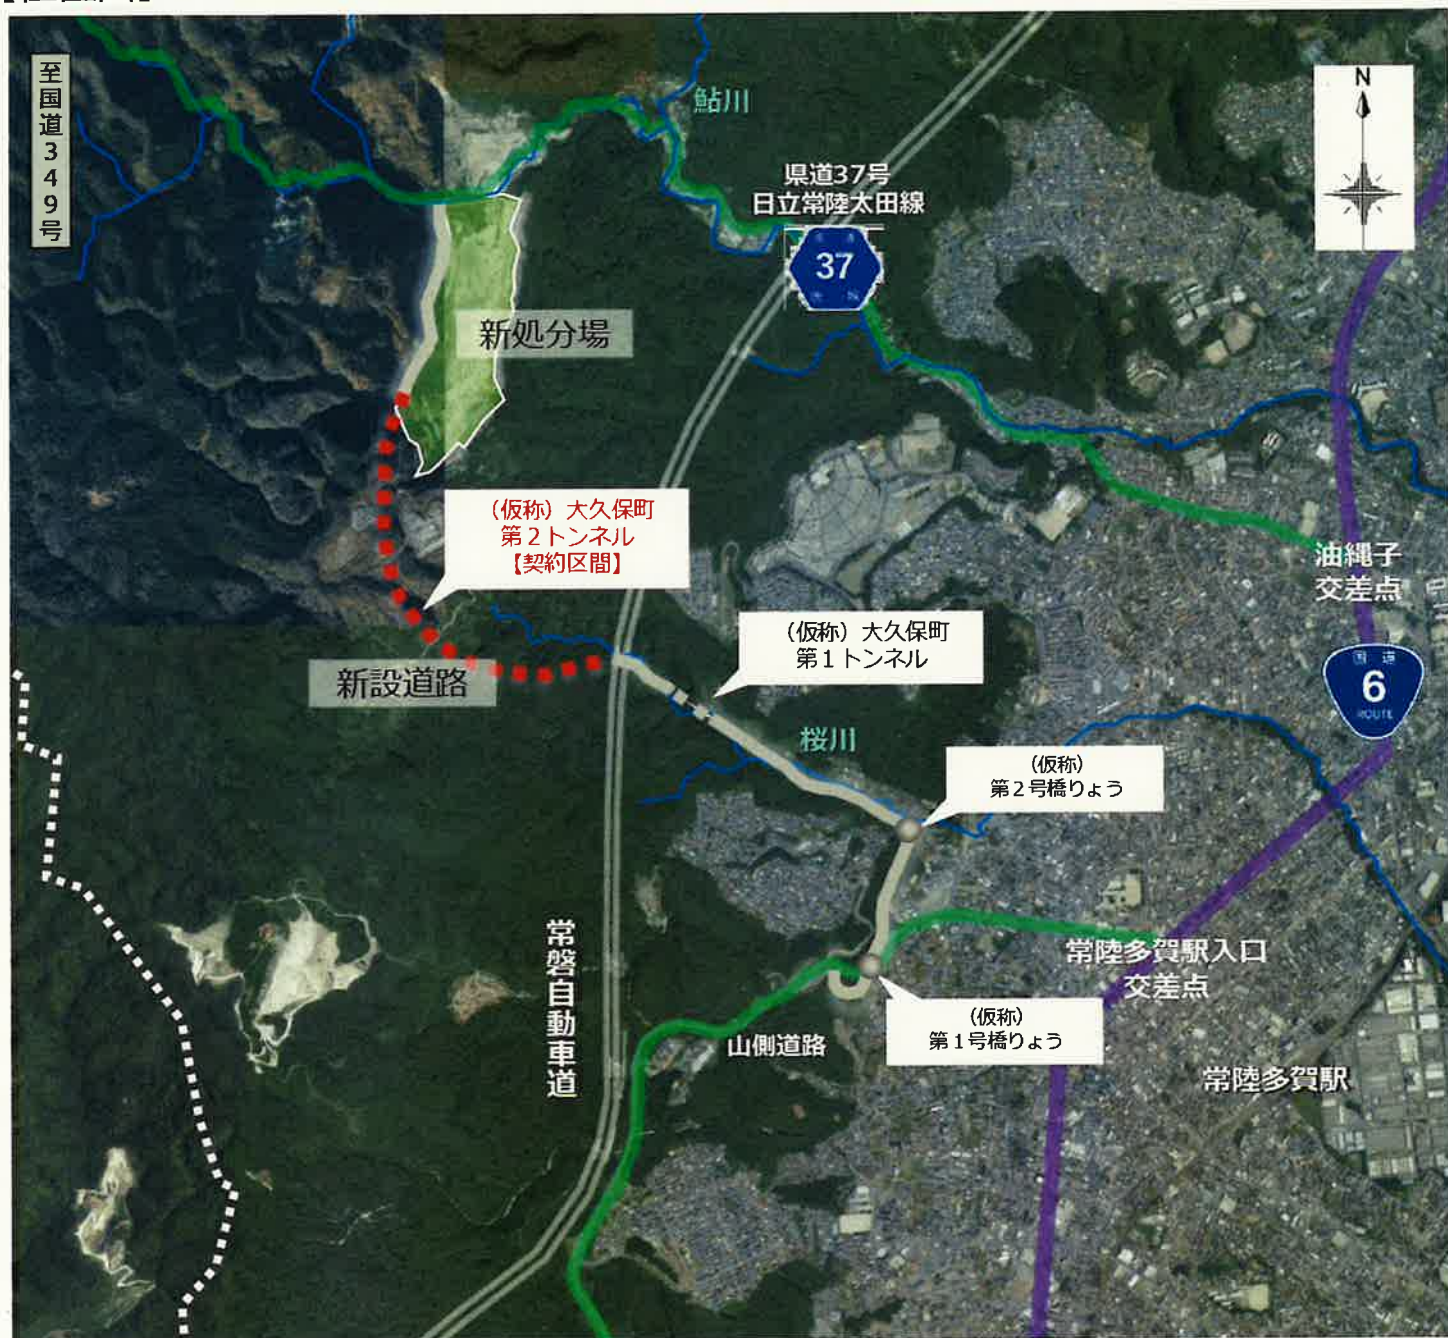 至国道349号
鮎川
県道37号
日立常陸太田線
37
新処分場
(仮称)大久保町
第2トンネル
【契約区間】
油縄子
交差点
(仮称)大久保町
第1トンネル
新設道路
国道
6
ROUTE
桜川
(仮称)
第2号橋りょう
常磐自動車道
常陸多賀駅入口
交差点
(仮称)
第1号橋りょう
山側道路
常陸多賀駅
N